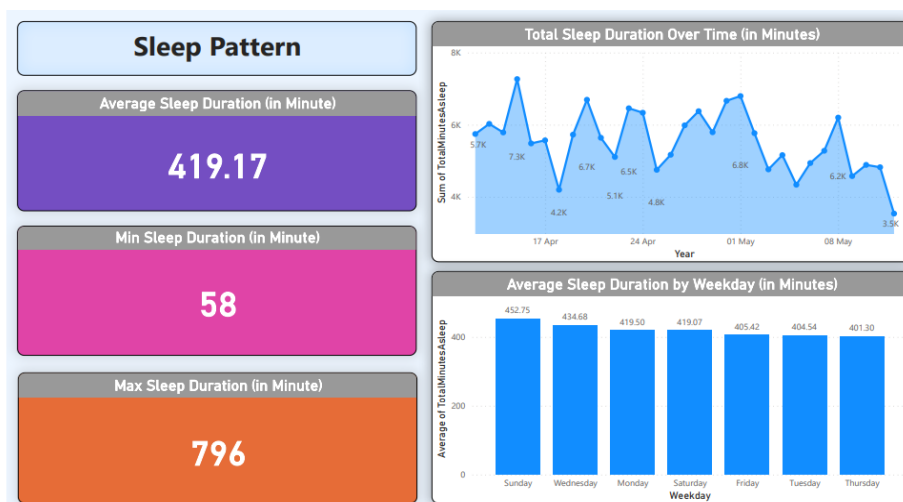 Sleep Pattern
Average Sleep Duration (in Minute)
419.17
Min Sleep Duration (in Minute)
58
Max Sleep Duration (in Minute)
796
Total Sleep Duration Over Time (in Minutes)
Sum of TotalMinutesAsleep
8K
6K
4K
5.7K
7.3K
4.2K
6.7K
5.1K
6.5K
4.8K
6.8K
6.2K
3.5K
17 Apr
24 Apr
01 May
08 May
Year
Average Sleep Duration by Weekday (in Minutes)
Average of TotalMinutesAsleep
400
200
0
452.75
434.68
419.50
419.07
405.42
404.54
401.30
Sunday
Wednesday
Monday
Saturday
Friday
Tuesday
Thursday
Weekday